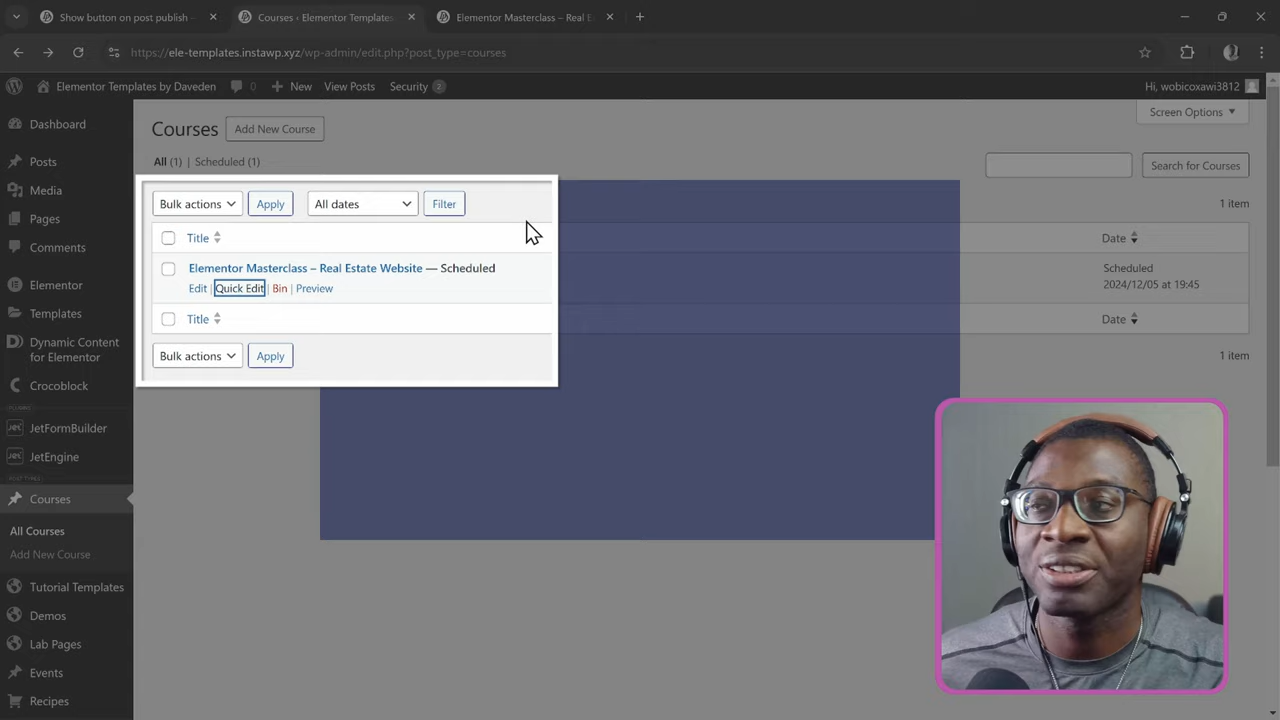 Show button on post publish –
Courses ‹ Elementor Templates
Elementor Masterclass – Real E
https://ele-templates.instawp.xyz/wp-admin/edit.php?post_type=courses
Elementor Templates by Daveden
0
New
View Posts
Security 2
Hi, wobicoxawi3812
Dashboard
Posts
Media
Pages
Comments
Elementor
Templates
Dynamic Content
for Elementor
Crocoblock
JetFormBuilder
JetEngine
Courses
All Courses
Add New Course
Tutorial Templates
Demos
Lab Pages
Events
Recipes
Courses
Add New Course
Screen Options
All (1) | Scheduled (1)
Search for Courses
Bulk actions
Apply
All dates
Filter
1 item
Title
Date
Elementor Masterclass – Real Estate Website — Scheduled
Edit | Quick Edit | Bin | Preview
Scheduled
2024/12/05 at 19:45
Title
Date
Bulk actions
Apply
1 item